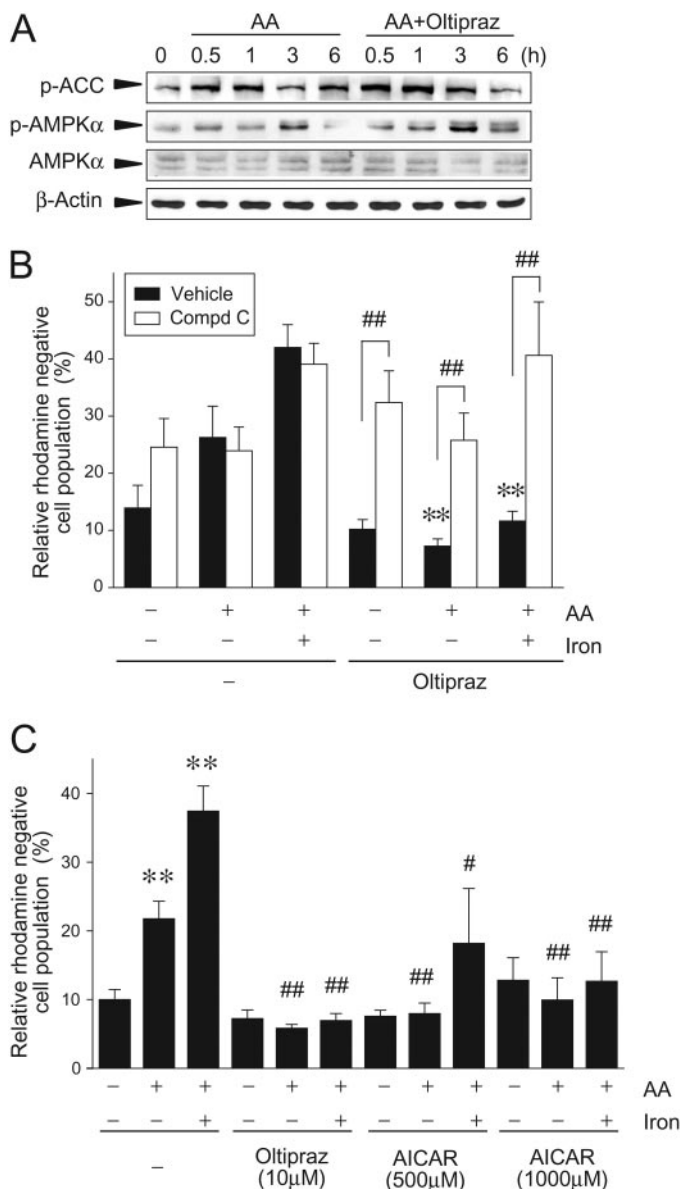 A
AA AA+Oltipraz
0 0.5 1 3 6 0.5 1 3 6 (h)
p-ACC
p-AMPKα
AMPKα
β-Actin
B
Relative rhodamine negative
cell population (%)
50
40
30
20
10
0
Vehicle
Compd C
## ## ##
** **
− + + − + + AA
− − + − − + Iron
− Oltipraz
C
Relative rhodamine negative
cell population (%)
40
30
20
10
0
** ** ## ## ## # ## ##
− + + − + + − + + − + + AA
− − + − − + − − + − − + Iron
− Oltipraz AICAR AICAR
(10μM) (500μM) (1000μM)